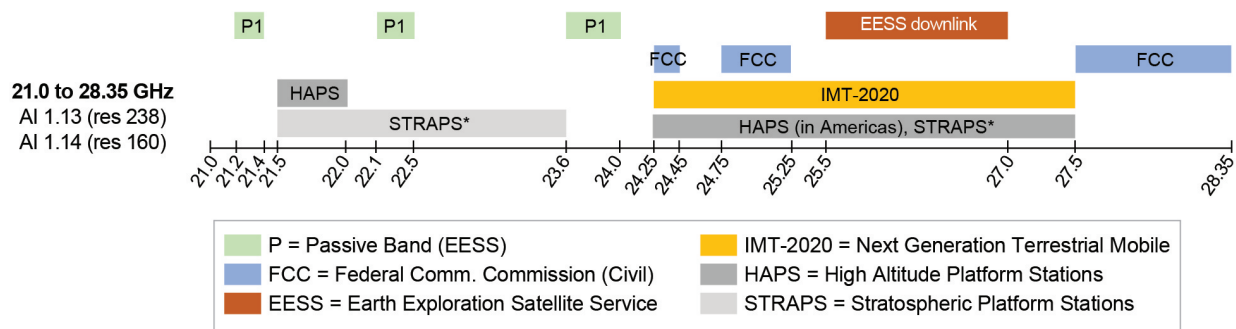 P1 P1 P1 EESS downlink
FCC FCC FCC
21.0 to 28.35 GHz
AI 1.13 (res 238)
AI 1.14 (res 160)
HAPS IMT-2020
STRAPS* HAPS (in Americas), STRAPS*
21.0 21.2 21.4 21.5 22.0 22.1 22.5 23.6 24.0 24.25 24.45 24.75 25.25 25.5 27.0 27.5 28.35
P = Passive Band (EESS)
FCC = Federal Comm. Commission (Civil)
EESS = Earth Exploration Satellite Service
IMT-2020 = Next Generation Terrestrial Mobile
HAPS = High Altitude Platform Stations
STRAPS = Stratospheric Platform Stations